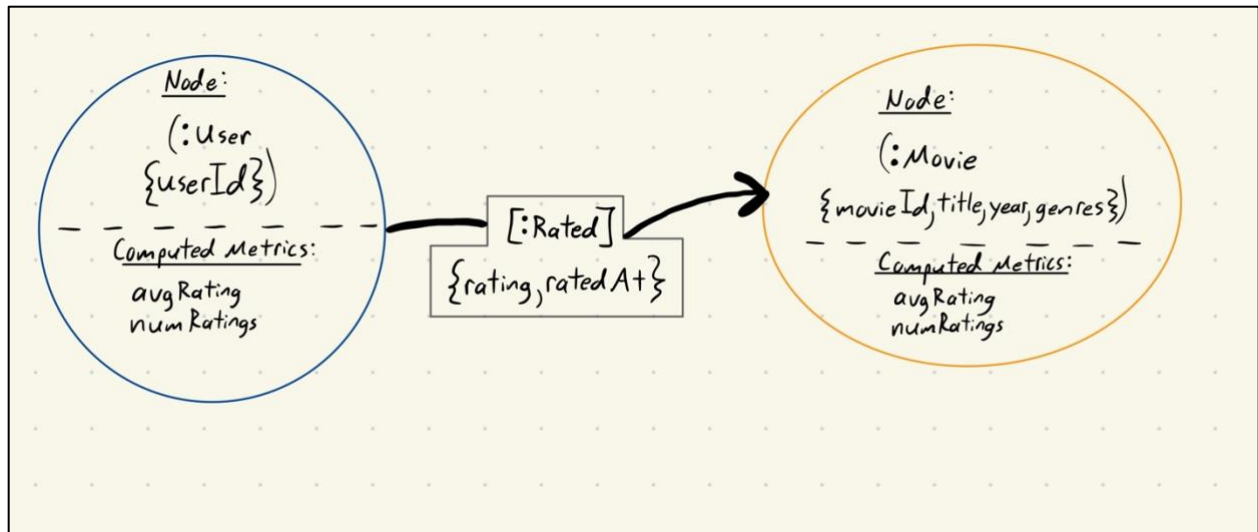 Node:
(:User
{userId})
Computed Metrics:
avgRating
numRatings
[:Rated]
{rating,ratedAt}
Node:
(:Movie
{movieId,title,year,genres})
Computed Metrics:
avgRating
numRatings